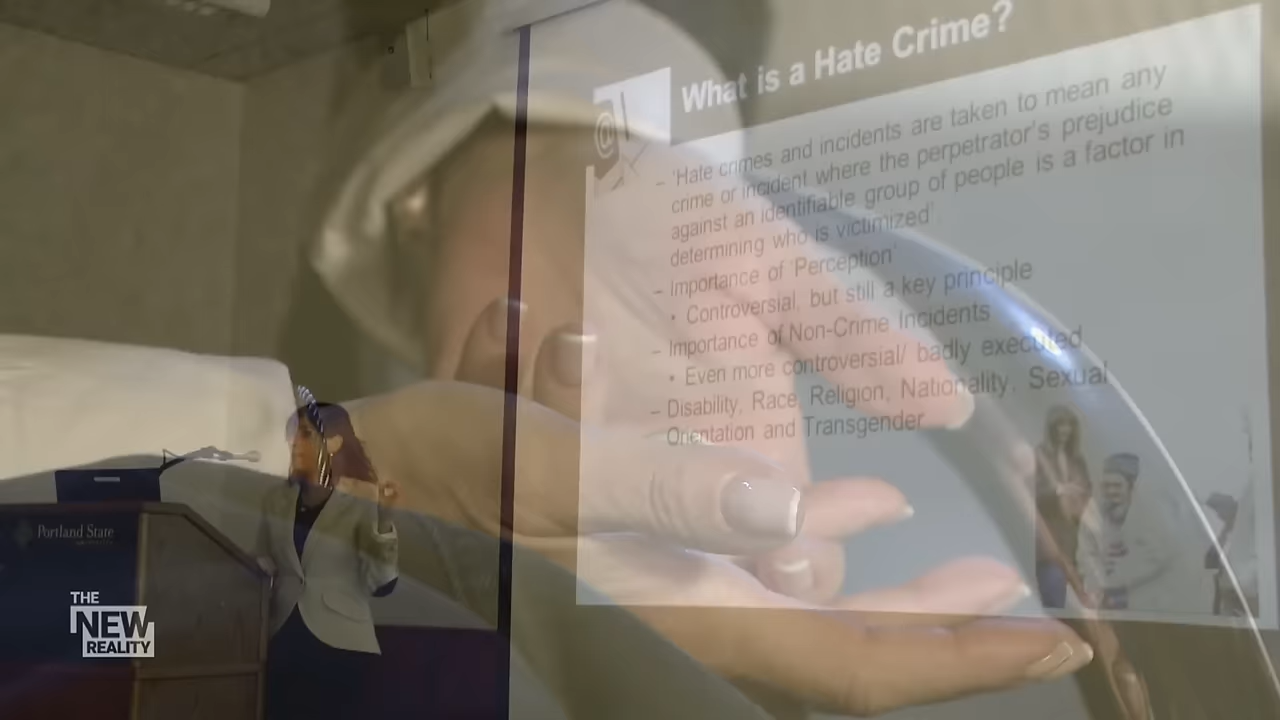 What is a Hate Crime?
@
– 'Hate crimes and incidents are taken to mean any
crime or incident where the perpetrator's prejudice
against an identifiable group of people is a factor in
determining who is victimized'.
– Importance of 'Perception'
• Controversial, but still a key principle
– Importance of Non-Crime Incidents
• Even more controversial/ badly executed
– Disability, Race, Religion, Nationality, Sexual
Orientation and Transgender
Portland State
THE
NEW
REALITY